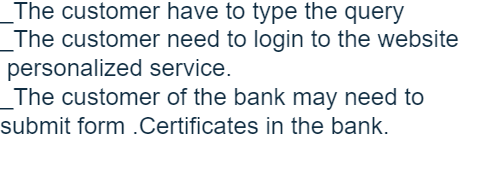 _The customer have to type the query
_The customer need to login to the website
personalized service.
_The customer of the bank may need to
submit form .Certificates in the bank.